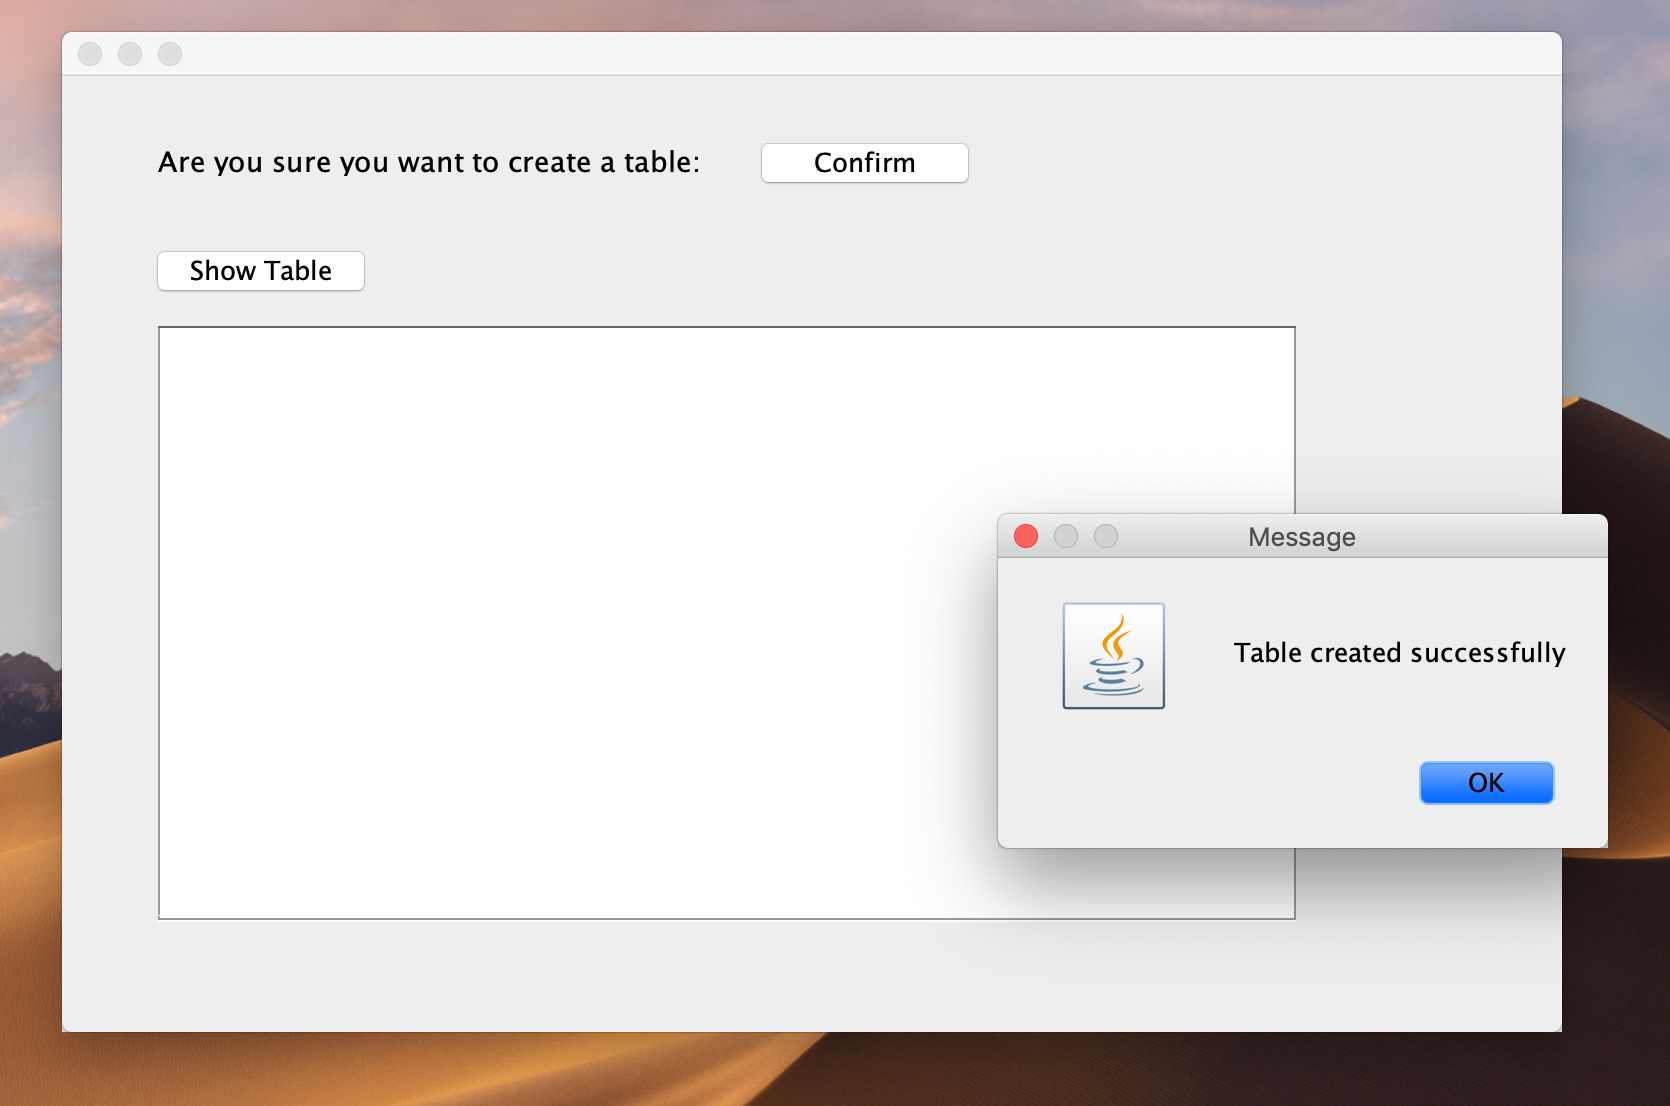 Are you sure you want to create a table:
Confirm
Show Table
Message
Table created successfully
OK